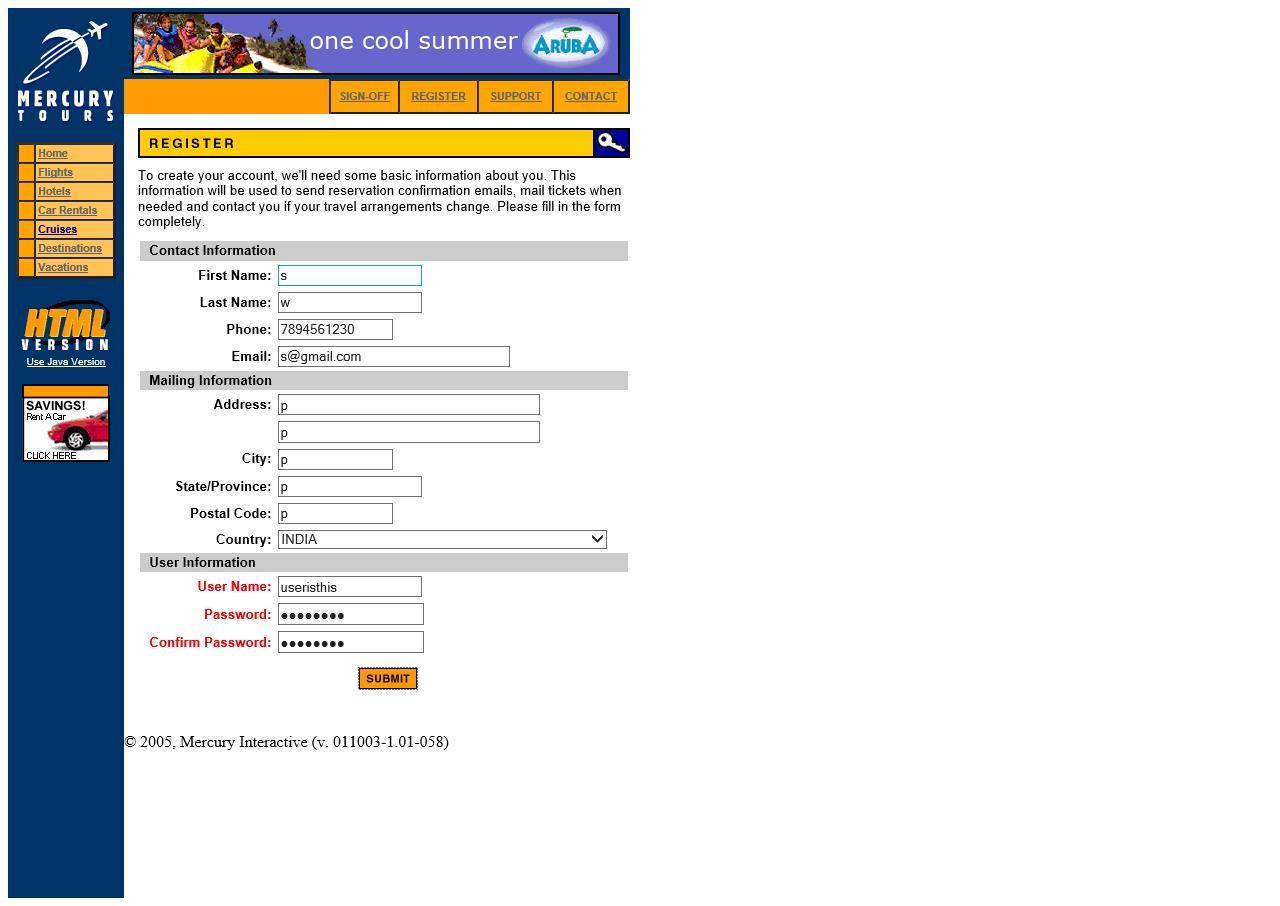 one cool summer ARUBA
MERCURY
TOURS
SIGN-OFF REGISTER SUPPORT CONTACT
REGISTER
Home
Flights
Hotels
Car Rentals
Cruises
Destinations
Vacations
HTML
VERSION
Use Java Version
SAVINGS!
Rent A Car
CLICK HERE
To create your account, we'll need some basic information about you. This
information will be used to send reservation confirmation emails, mail tickets when
needed and contact you if your travel arrangements change. Please fill in the form
completely.
Contact Information
First Name: s
Last Name: w
Phone: 7894561230
Email: s@gmail.com
Mailing Information
Address: p
p
City: p
State/Province: p
Postal Code: p
Country: INDIA
User Information
User Name: useristhis
Password: ●●●●●●●●
Confirm Password: ●●●●●●●●
SUBMIT
© 2005, Mercury Interactive (v. 011003-1.01-058)